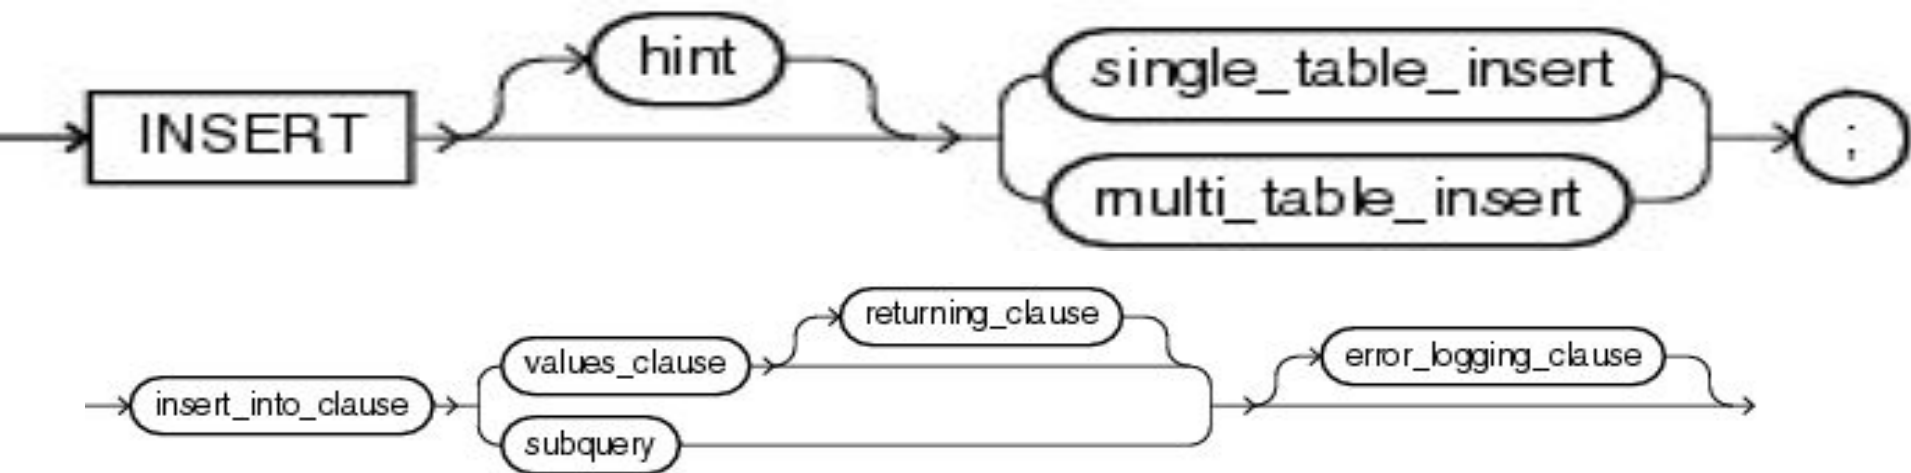 hint
single_table_insert
INSERT
;
multi_table_insert
returning_clause
values_clause
error_logging_clause
insert_into_clause
subquery